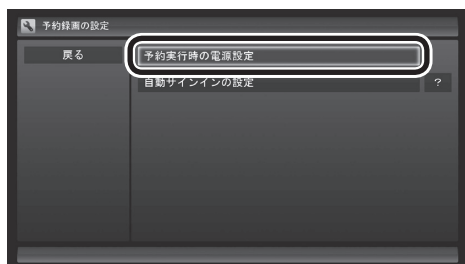 予約録画の設定
戻る
予約実行時の電源設定
自動サインインの設定
?